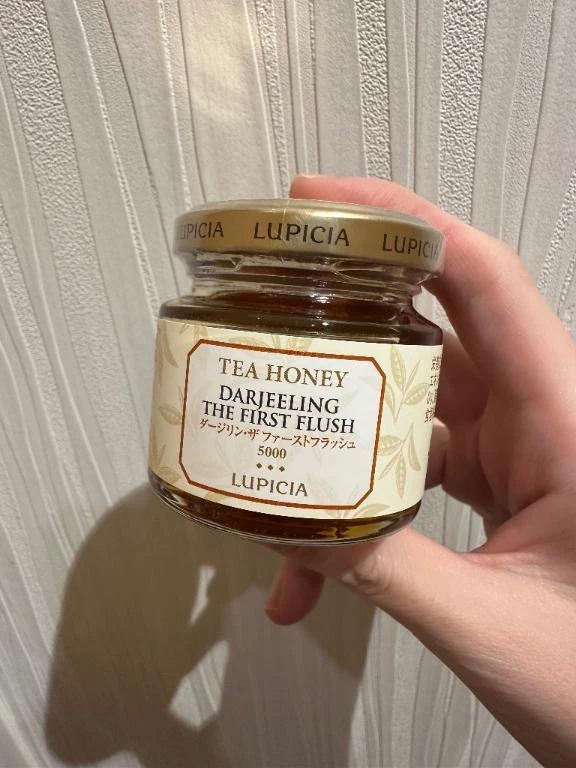 LUPICIA LUPICIA LUPICIA
TEA HONEY
DARJEELING
THE FIRST FLUSH
ダージリン・ザ ファーストフラッシュ
5000
LUPICIA